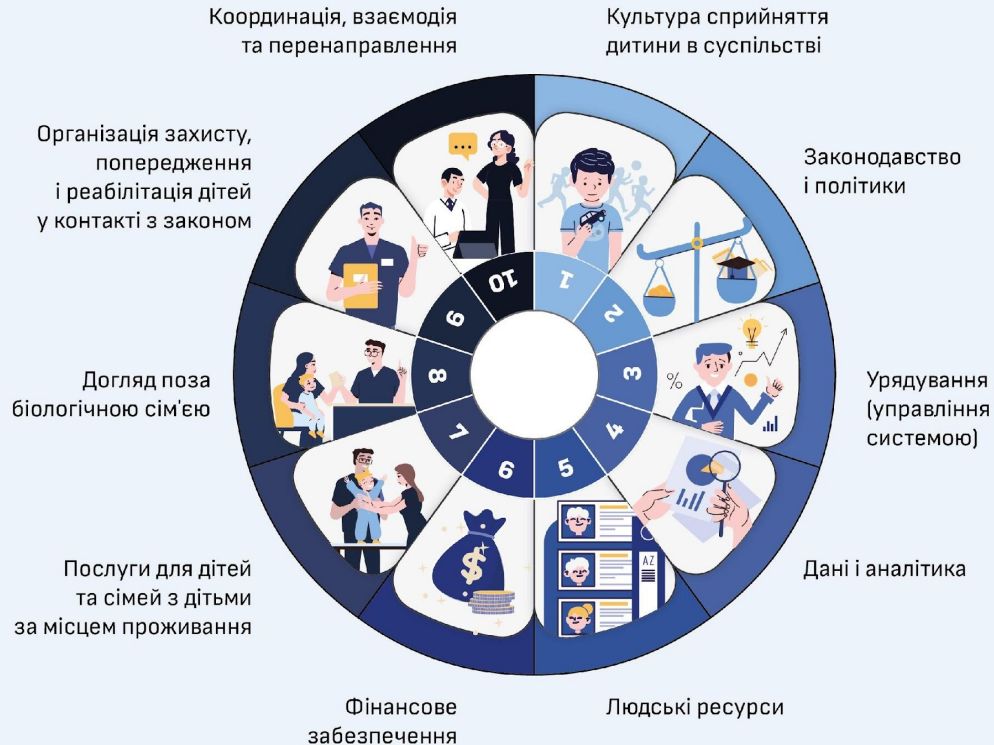 Культура сприйняття
дитини в суспільстві
Законодавство
і політики
Урядування
(управління
системою)
Дані і аналітика
Людські ресурси
Фінансове
забезпечення
Послуги для дітей
та сімей з дітьми
за місцем проживання
Догляд поза
біологічною сім'єю
Організація захисту,
попередження
і реабілітація дітей
у контакті з законом
Координація, взаємодія
та перенаправлення
1
2
3
4
5
6
7
8
9
10
%
$
AZ